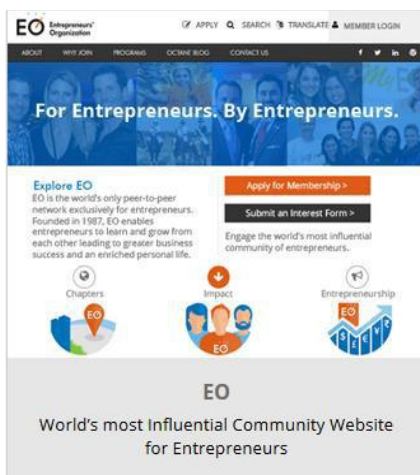 EO Entrepreneurs' Organization
APPLY SEARCH TRANSLATE MEMBER LOGIN
ABOUT WHY JOIN PROGRAMS OCTANE BLOG CONTACT US
For Entrepreneurs. By Entrepreneurs.
Explore EO
EO is the world's only peer-to-peer
network exclusively for entrepreneurs.
Founded in 1987, EO enables
entrepreneurs to learn and grow from
each other leading to greater business
success and an enriched personal life.
Apply for Membership >
Submit an Interest Form >
Engage the world's most influential
community of entrepreneurs.
Chapters
Impact
Entrepreneurship
EO
EO
EO
$ £ € ¥ ₹
EO
World's most Influential Community Website
for Entrepreneurs